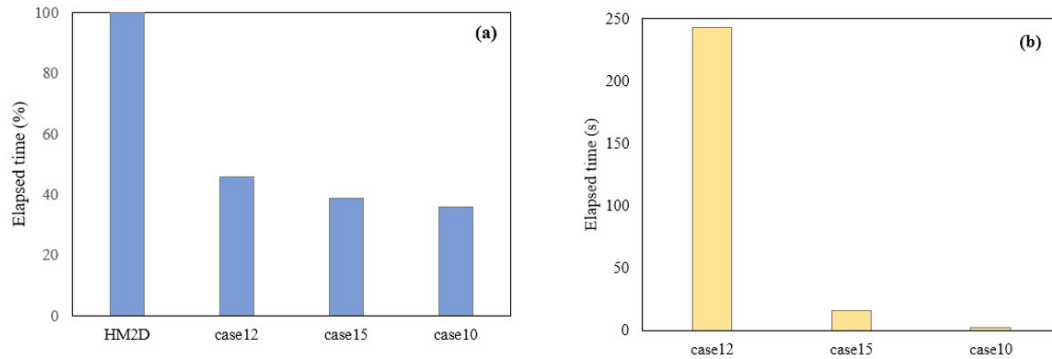 (a)
Elapsed time (%)
100
80
60
40
20
0
HM2D case12 case15 case10
(b)
Elapsed time (s)
250
200
150
100
50
0
case12 case15 case10